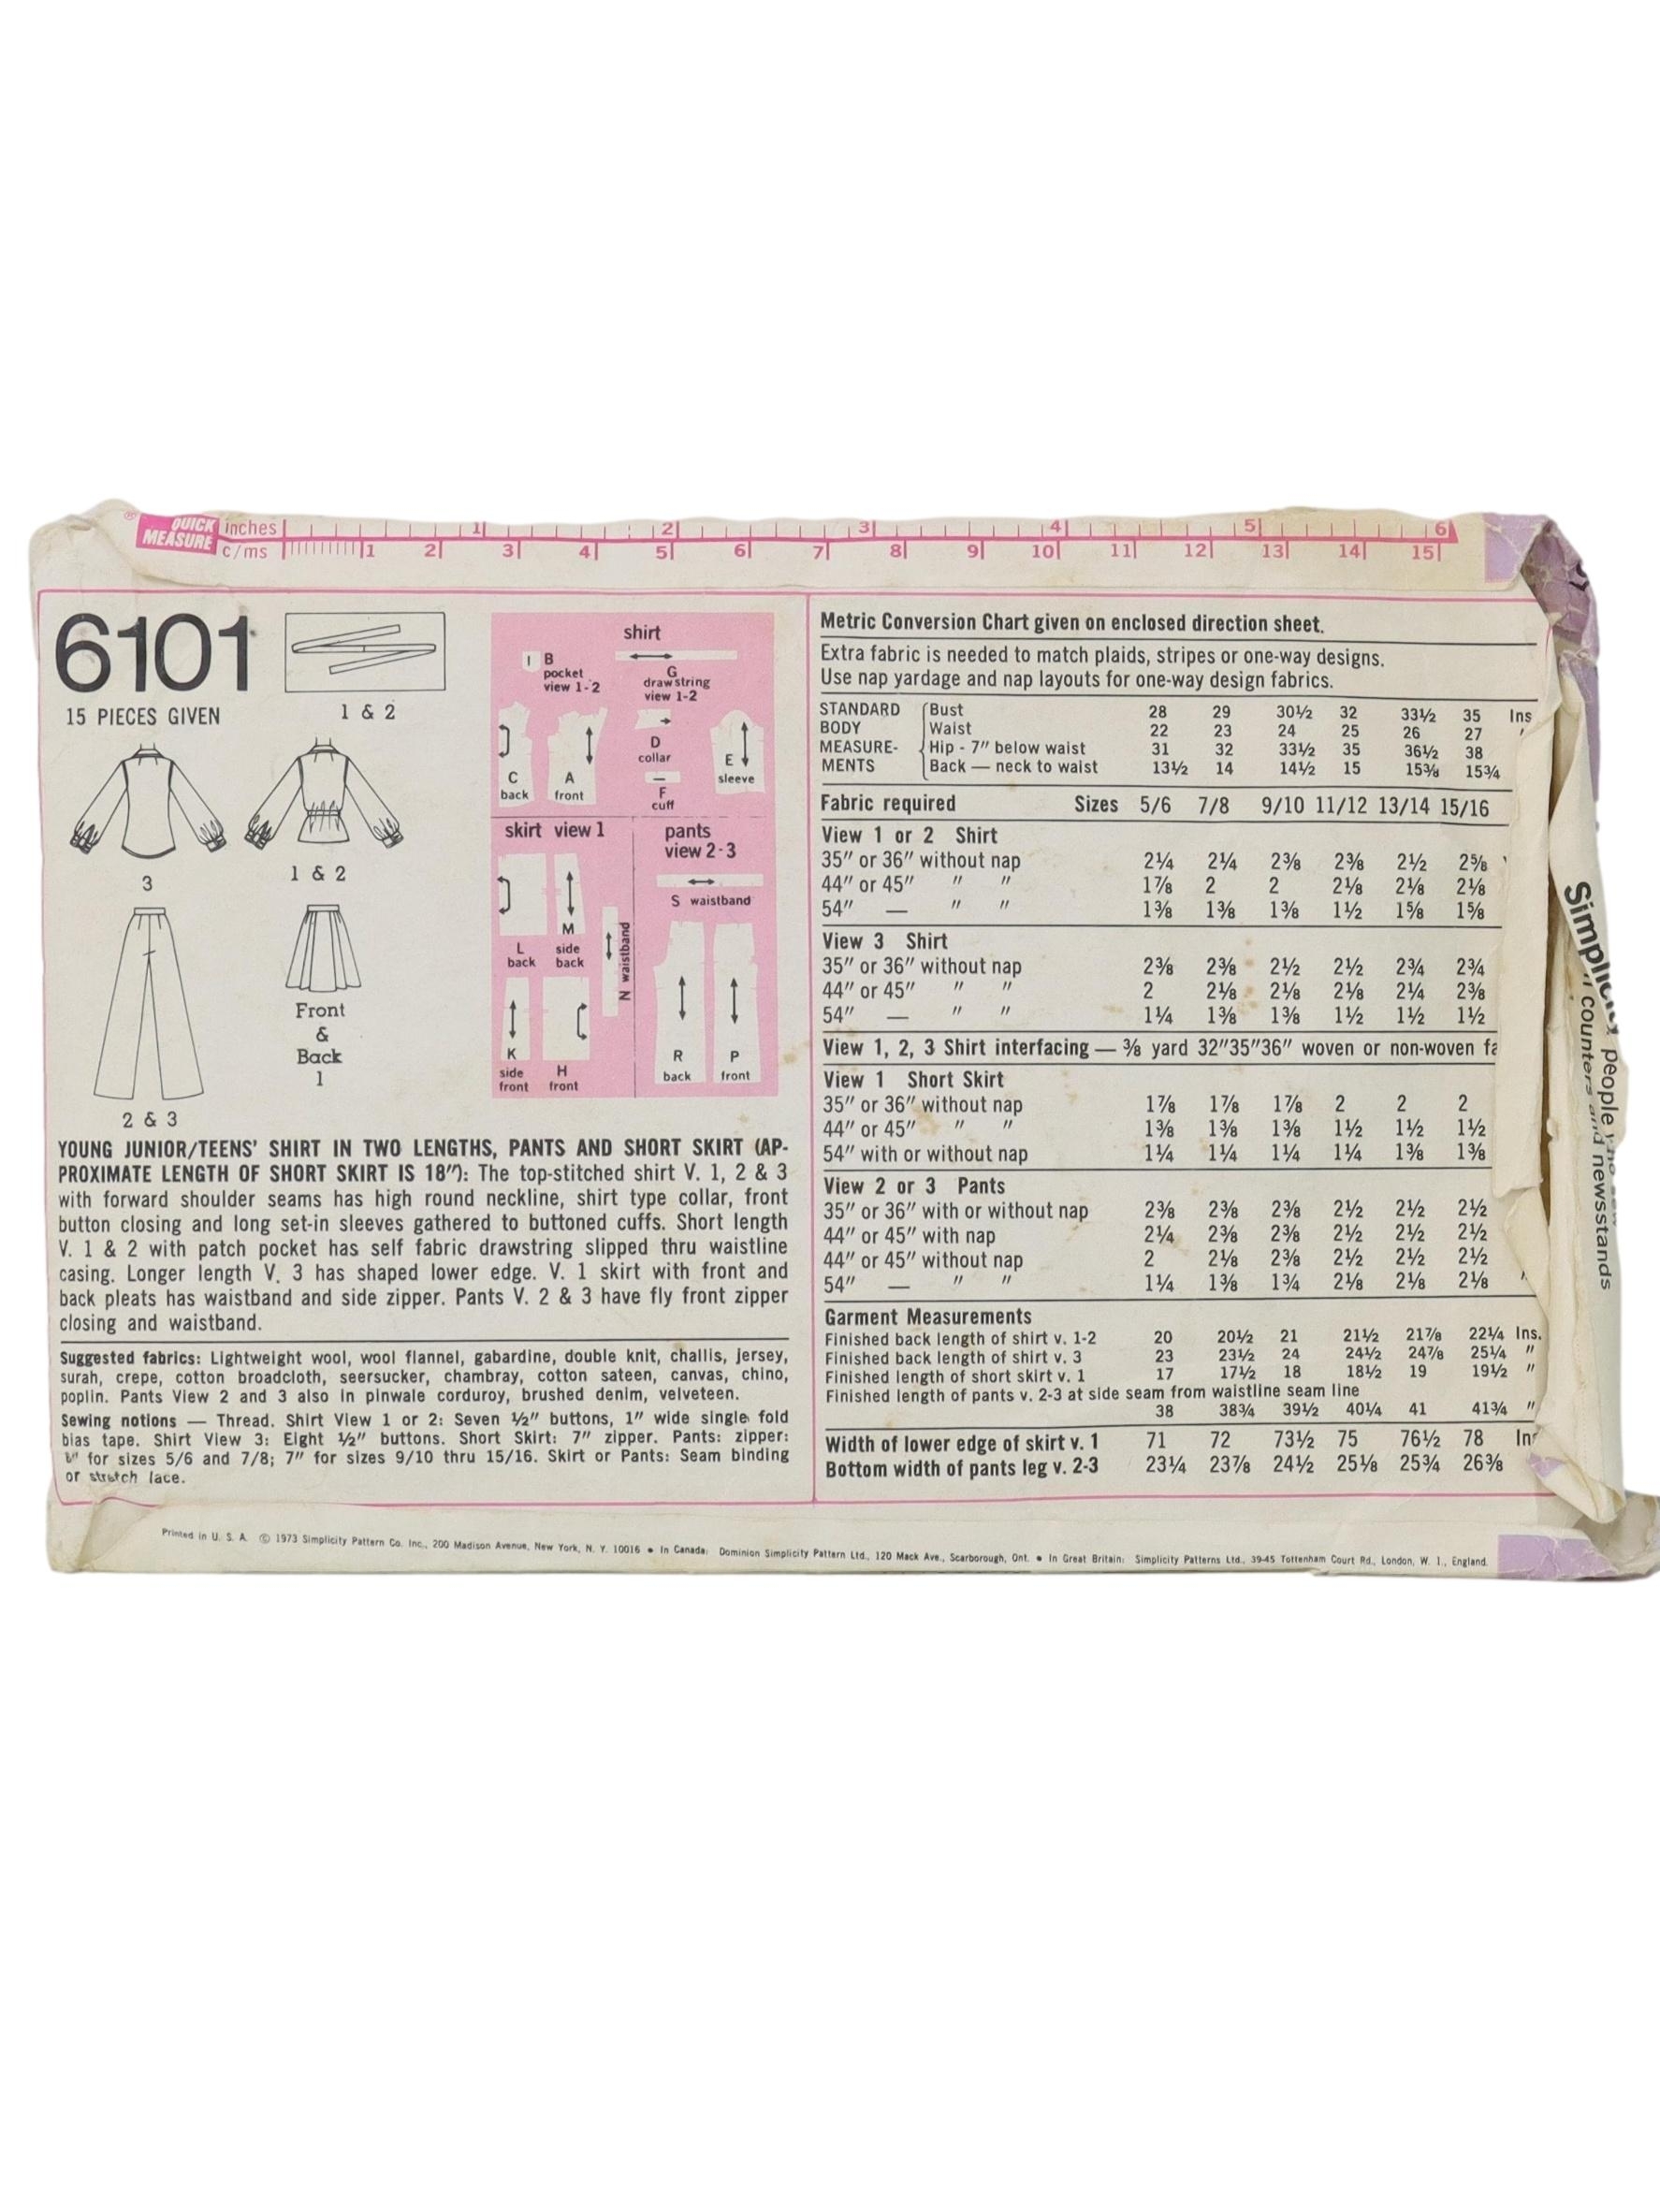 ®
QUICK
MEASURE
inches 1 2 3 4 5 6
c/ms 1 2 3 4 5 6 7 8 9 10 11 12 13 14 15
6101
15 PIECES GIVEN
1 & 2
3
1 & 2
2 & 3
Front
&
Back
1
shirt
B
pocket
view 1-2
G
drawstring
view 1-2
C
back
A
front
D
collar
F
cuff
E
sleeve
skirt view 1
L
back
M
side
back
N waistband
K
side
front
H
front
pants
view 2-3
S waistband
R
back
P
front
YOUNG JUNIOR/TEENS' SHIRT IN TWO LENGTHS, PANTS AND SHORT SKIRT (AP-
PROXIMATE LENGTH OF SHORT SKIRT IS 18″): The top-stitched shirt V. 1, 2 & 3
with forward shoulder seams has high round neckline, shirt type collar, front
button closing and long set-in sleeves gathered to buttoned cuffs. Short length
V. 1 & 2 with patch pocket has self fabric drawstring slipped thru waistline
casing. Longer length V. 3 has shaped lower edge. V. 1 skirt with front and
back pleats has waistband and side zipper. Pants V. 2 & 3 have fly front zipper
closing and waistband.
Suggested fabrics: Lightweight wool, wool flannel, gabardine, double knit, challis, jersey,
surah, crepe, cotton broadcloth, seersucker, chambray, cotton sateen, canvas, chino,
poplin. Pants View 2 and 3 also in pinwale corduroy, brushed denim, velveteen.
Sewing notions — Thread. Shirt View 1 or 2: Seven ½″ buttons, 1″ wide single fold
bias tape. Shirt View 3: Eight ½″ buttons. Short Skirt: 7″ zipper. Pants: zipper:
for sizes 5/6 and 7/8; 7″ for sizes 9/10 thru 15/16. Skirt or Pants: Seam binding
or stretch lace.
Metric Conversion Chart given on enclosed direction sheet.
Extra fabric is needed to match plaids, stripes or one-way designs.
Use nap yardage and nap layouts for one-way design fabrics.
STANDARD Bust 28 29 30½ 32 33½ 35 Ins
BODY Waist 22 23 24 25 26 27
MEASURE- Hip - 7″ below waist 31 32 33½ 35 36½ 38
MENTS Back — neck to waist 13½ 14 14½ 15 15⅜ 15¾
Fabric required Sizes 5/6 7/8 9/10 11/12 13/14 15/16
View 1 or 2 Shirt
35″ or 36″ without nap 2¼ 2¼ 2⅜ 2⅜ 2½ 2⅝
44″ or 45″ ″ ″ 1⅞ 2 2 2⅛ 2⅛ 2⅛
54″ — ″ ″ 1⅜ 1⅜ 1⅜ 1½ 1⅝ 1⅝
View 3 Shirt
35″ or 36″ without nap 2⅜ 2⅜ 2½ 2½ 2¾ 2¾
44″ or 45″ ″ ″ 2 2⅛ 2⅛ 2⅛ 2¼ 2⅜
54″ — ″ ″ 1¼ 1⅜ 1⅜ 1½ 1½ 1½
View 1, 2, 3 Shirt interfacing — ⅜ yard 32″35″36″ woven or non-woven fa
View 1 Short Skirt
35″ or 36″ without nap 1⅞ 1⅞ 1⅞ 2 2 2
44″ or 45″ ″ ″ 1⅜ 1⅜ 1⅜ 1½ 1½ 1½
54″ with or without nap 1¼ 1¼ 1¼ 1¼ 1⅜ 1⅜
View 2 or 3 Pants
35″ or 36″ with or without nap 2⅜ 2⅜ 2⅜ 2½ 2½ 2½
44″ or 45″ with nap 2¼ 2⅜ 2⅜ 2½ 2½ 2½
44″ or 45″ without nap 2 2⅛ 2⅜ 2½ 2½ 2½
54″ — ″ ″ 1¼ 1⅜ 1¾ 2⅛ 2⅛ 2⅛ ″
Garment Measurements
Finished back length of shirt v. 1-2 20 20½ 21 21½ 21⅞ 22¼ Ins.
Finished back length of shirt v. 3 23 23½ 24 24½ 24⅞ 25¼ ″
Finished length of short skirt v. 1 17 17½ 18 18½ 19 19½ ″
Finished length of pants v. 2-3 at side seam from waistline seam line
38 38¾ 39½ 40¼ 41 41¾ ″
Width of lower edge of skirt v. 1 71 72 73½ 75 76½ 78 Ins
Bottom width of pants leg v. 2-3 23¼ 23⅞ 24½ 25⅛ 25¾ 26⅜
Simplicity
people who sew
counters and newsstands
Printed in U. S. A. © 1973 Simplicity Pattern Co. Inc., 200 Madison Avenue, New York, N. Y. 10016 • In Canada: Dominion Simplicity Pattern Ltd., 120 Mack Ave., Scarborough, Ont. • In Great Britain: Simplicity Patterns Ltd., 39-45 Tottenham Court Rd., London, W. 1., England.